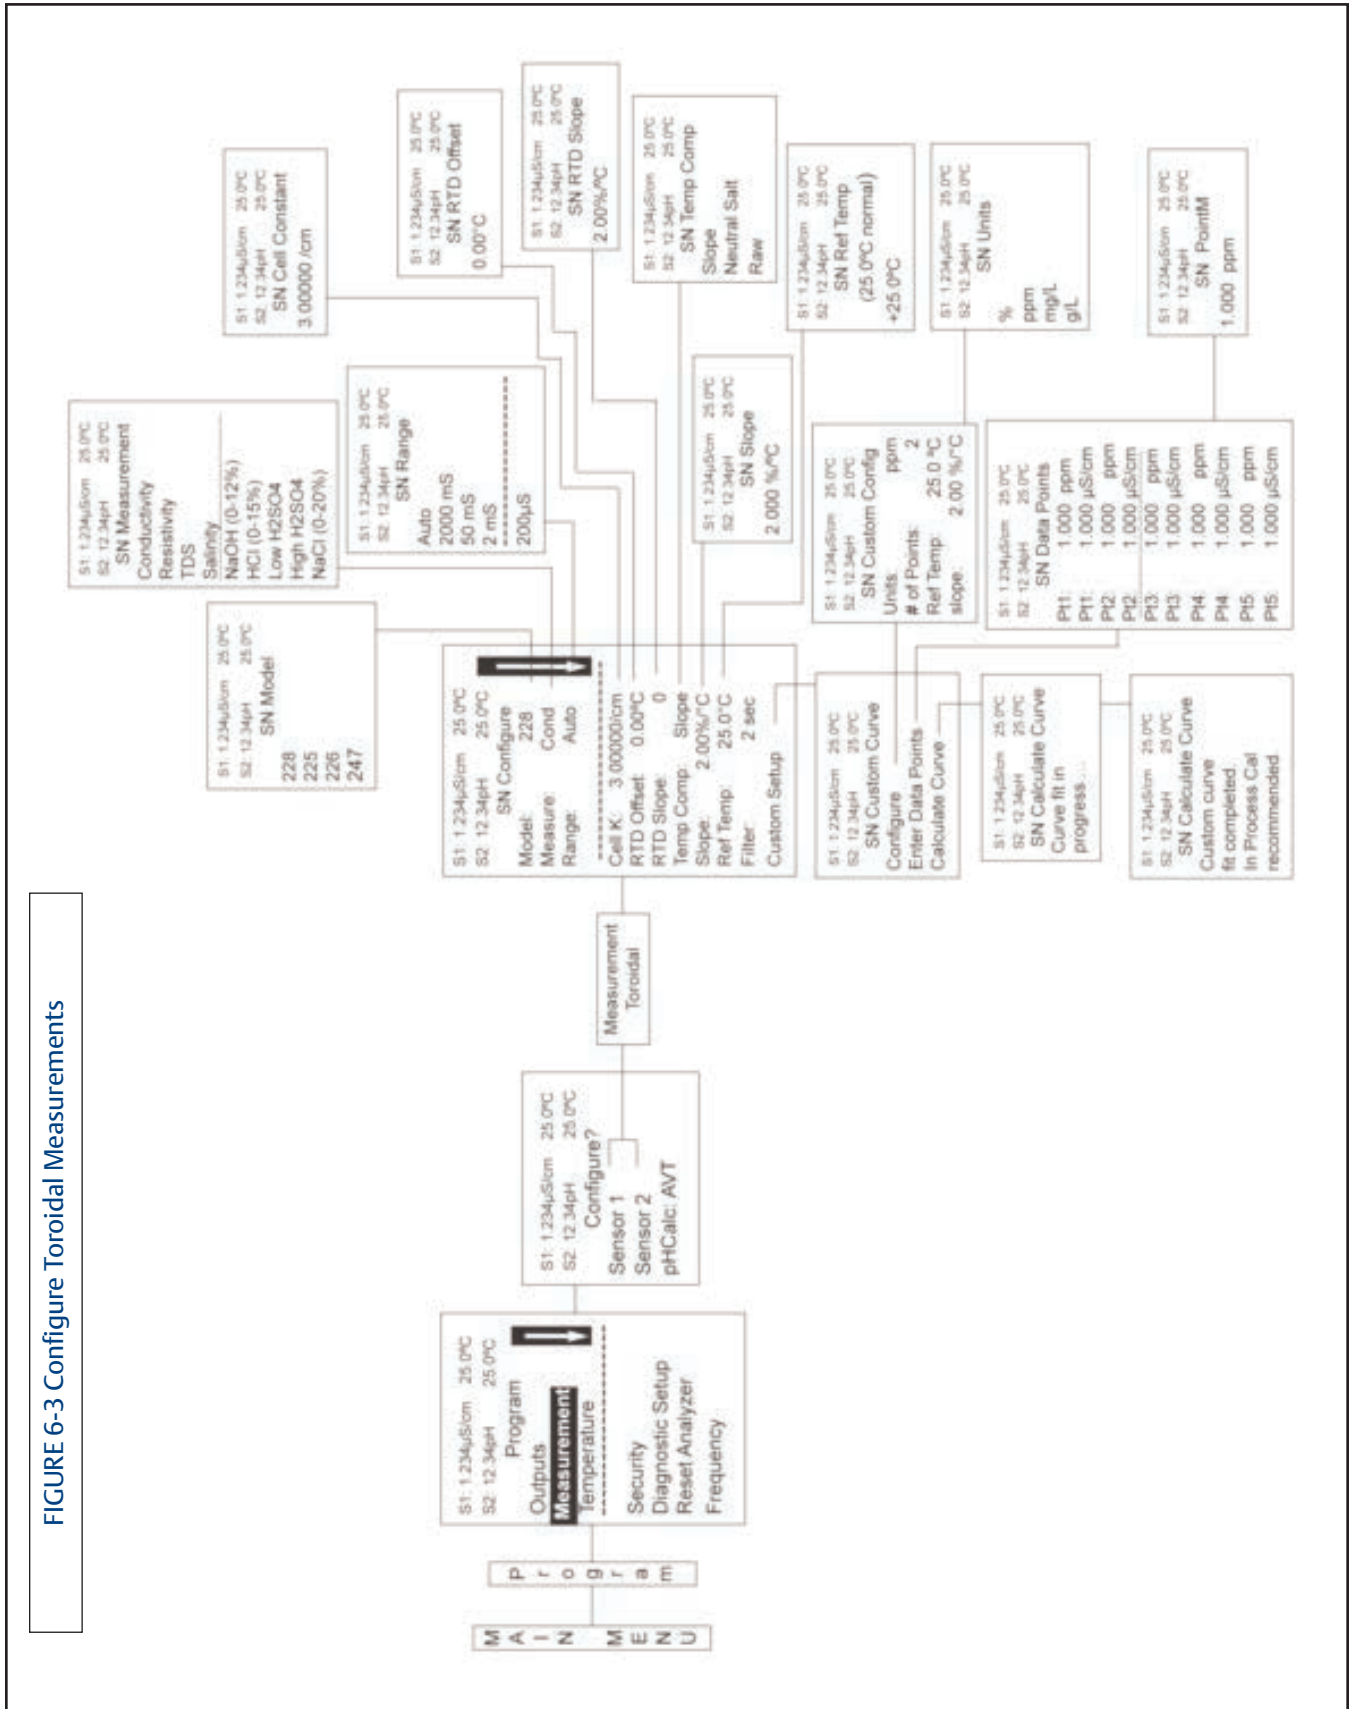 FIGURE 6-3 Configure Toroidal Measurements
MAIN MENU
Program
S1: 1.234µS/cm 25.0ºC
S2: 12.34pH 25.0ºC
Program
Outputs
Measurement
Temperature
Security
Diagnostic Setup
Reset Analyzer
Frequency
S1: 1.234µS/cm 25.0ºC
S2: 12.34pH 25.0ºC
Configure?
Sensor 1
Sensor 2
pHCalc: AVT
Measurement
Toroidal
S1: 1.234µS/cm 25.0ºC
S2: 12.34pH 25.0ºC
SN Configure
Model: 228
Measure: Cond
Range: Auto
Cell K: 3.00000/cm
RTD Offset: 0.00ºC
RTD Slope: 0
Temp Comp: Slope
Slope: 2.00%/ºC
Ref Temp: 25.0°C
Filter: 2 sec
Custom Setup
S1: 1.234µS/cm 25.0ºC
S2: 12.34pH 25.0ºC
SN Model
228
225
226
247
S1: 1.234µS/cm 25.0ºC
S2: 12.34pH 25.0ºC
SN Measurement
Conductivity
Resistivity
TDS
Salinity
NaOH (0-12%)
HCl (0-15%)
Low H2SO4
High H2SO4
NaCl (0-20%)
S1: 1.234µS/cm 25.0ºC
S2: 12.34pH 25.0ºC
SN Range
Auto
2000 mS
50 mS
2 mS
200µS
S1: 1.234µS/cm 25.0ºC
S2: 12.34pH 25.0ºC
SN Cell Constant
3.00000 /cm
S1: 1.234µS/cm 25.0ºC
S2: 12.34pH 25.0ºC
SN RTD Offset
0.00°C
S1: 1.234µS/cm 25.0ºC
S2: 12.34pH 25.0ºC
SN RTD Slope
2.00%/ºC
S1: 1.234µS/cm 25.0ºC
S2: 12.34pH 25.0ºC
SN Temp Comp
Slope
Neutral Salt
Raw
S1: 1.234µS/cm 25.0ºC
S2: 12.34pH 25.0ºC
SN Slope
2.000 %/ºC
S1: 1.234µS/cm 25.0ºC
S2: 12.34pH 25.0ºC
SN Ref Temp
(25.0ºC normal)
+25.0ºC
S1: 1.234µS/cm 25.0ºC
S2: 12.34pH 25.0ºC
SN Custom Curve
Configure
Enter Data Points
Calculate Curve
S1: 1.234µS/cm 25.0ºC
S2: 12.34pH 25.0ºC
SN Custom Config
Units: ppm
# of Points: 2
Ref Temp: 25.0 ºC
slope: 2.00 %/ºC
S1: 1.234µS/cm 25.0ºC
S2: 12.34pH 25.0ºC
SN Units
%
ppm
mg/L
g/L
S1: 1.234µS/cm 25.0ºC
S2: 12.34pH 25.0ºC
SN Data Points
Pt1: 1.000 ppm
Pt1: 1.000 µS/cm
Pt2: 1.000 ppm
Pt2: 1.000 µS/cm
Pt3: 1.000 ppm
Pt3: 1.000 µS/cm
Pt4: 1.000 ppm
Pt4: 1.000 µS/cm
Pt5: 1.000 ppm
Pt5: 1.000 µS/cm
S1: 1.234µS/cm 25.0ºC
S2: 12.34pH 25.0ºC
SN PointM
1.000 ppm
S1: 1.234µS/cm 25.0ºC
S2: 12.34pH 25.0ºC
SN Calculate Curve
Curve fit in
progress...
S1: 1.234µS/cm 25.0ºC
S2: 12.34pH 25.0ºC
SN Calculate Curve
Custom curve
fit completed.
In Process Cal
recommended.